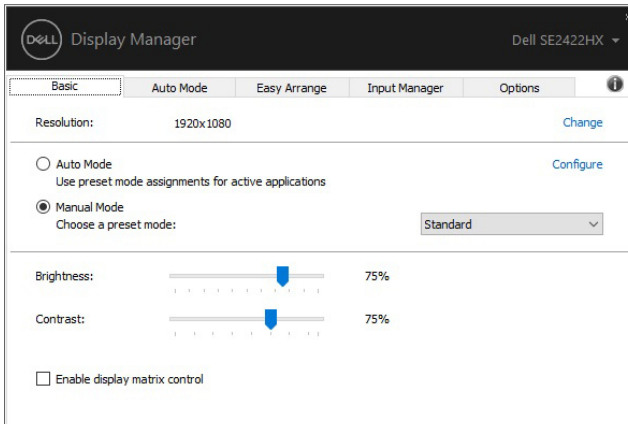 DELL Display Manager Dell SE2422HX
Basic Auto Mode Easy Arrange Input Manager Options
Resolution: 1920x1080 Change
Auto Mode Configure
Use preset mode assignments for active applications
Manual Mode
Choose a preset mode: Standard
Brightness: 75%
Contrast: 75%
Enable display matrix control